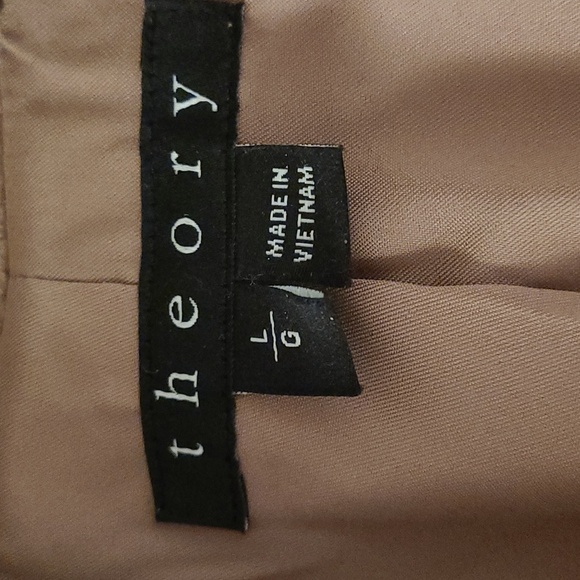 theory
MADE IN
VIETNAM
L
G